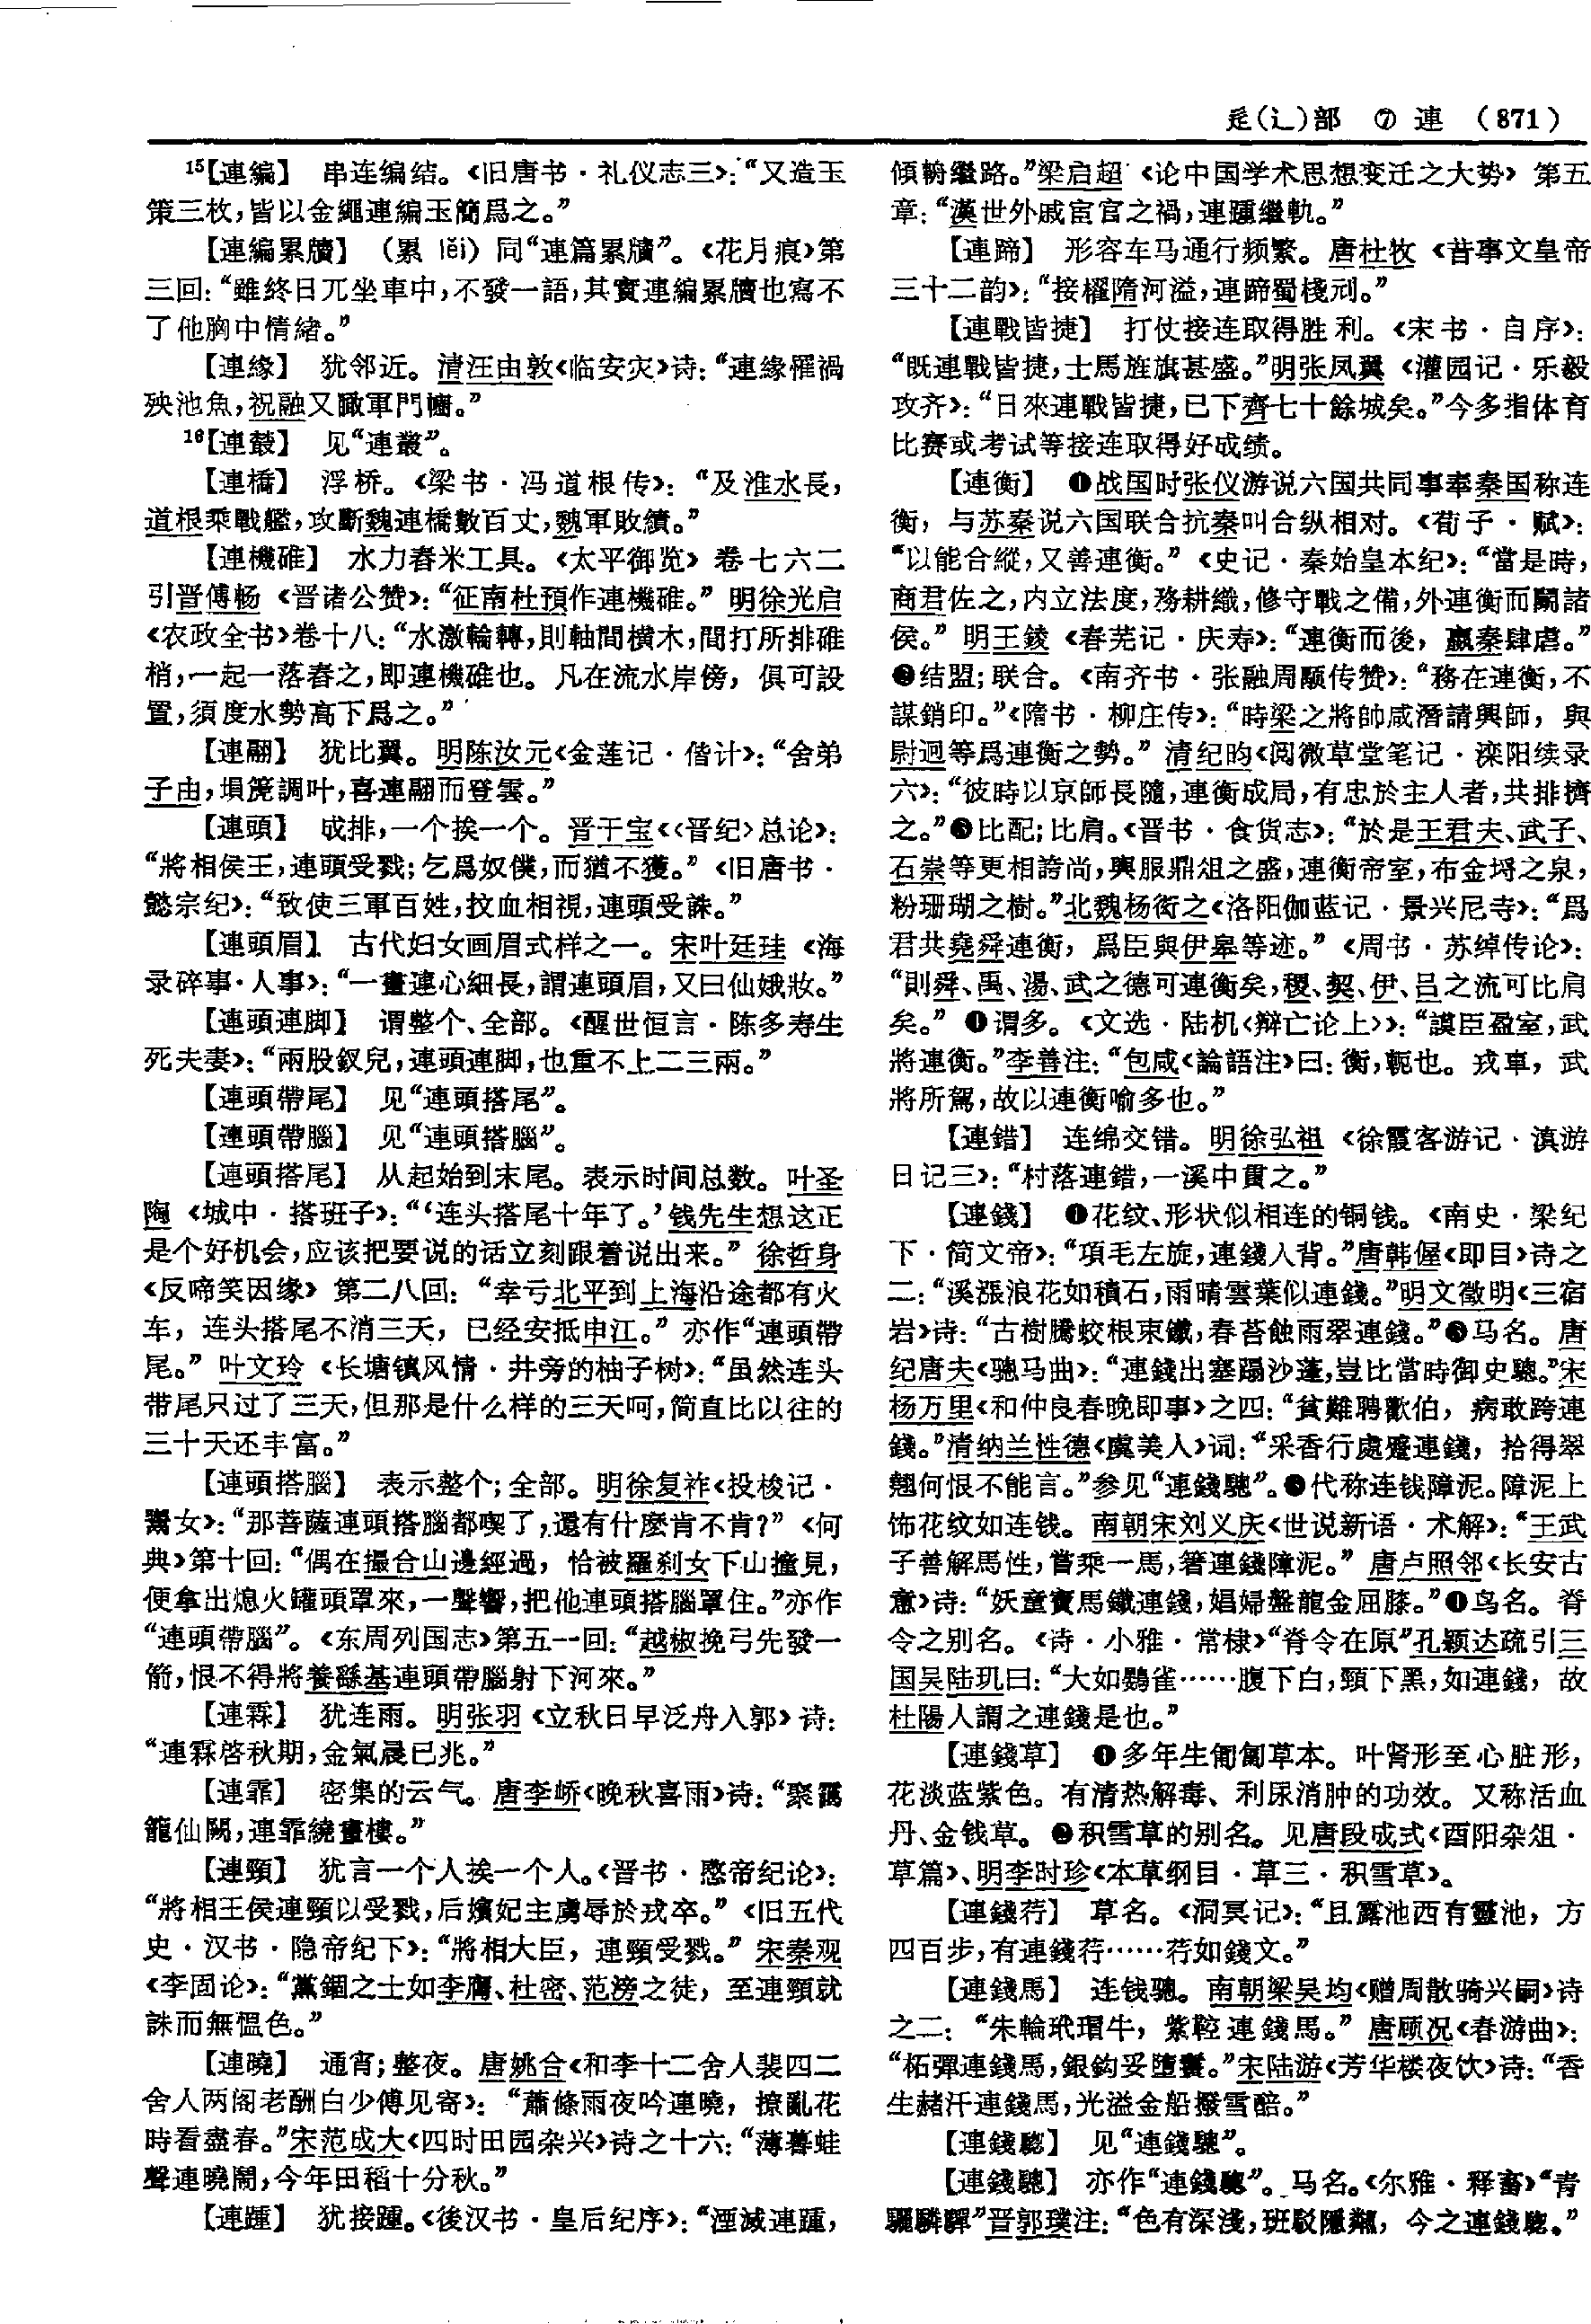 辵(辶)部 ⑦ 連 (871)
¹⁵【連編】 串连编结。《旧唐书·礼仪志三》:“又造玉
策三枚,皆以金繩連編玉簡爲之。”
【連編累牘】 (累 lěi) 同“連篇累牘”。《花月痕》第
三回:“雖終日兀坐車中,不發一語,其實連編累牘也寫不
了他胸中情緒。”
【連緣】 犹邻近。清汪由敦《临安灾》诗:“連緣罹禍
殃池魚,祝融又瞰軍門㡡。”
¹⁶【連鼗】 见“連叢”。
【連橋】 浮桥。《梁书·冯道根传》:“及淮水長,
道根乘戰艦,攻斷魏連橋數百丈,魏軍敗績。”
【連機碓】 水力舂米工具。《太平御览》卷七六二
引晋傅畅《晋诸公赞》:“征南杜預作連機碓。”明徐光启
《农政全书》卷十八:“水激輪轉,則軸間横木,間打所排碓
梢,一起一落舂之,即連機碓也。凡在流水岸傍,俱可設
置,須度水勢高下爲之。”
【連翮】 犹比翼。明陈汝元《金莲记·偕计》:“舍弟
子由,塤箎調叶,喜連翮而登雲。”
【連頭】 成排,一个挨一个。晋干宝《〈晋纪〉总论》:
“將相侯王,連頭受戮;乞爲奴僕,而猶不獲。”《旧唐书·
懿宗纪》:“致使三軍百姓,抆血相視,連頭受誅。”
【連頭眉】 古代妇女画眉式样之一。宋叶廷珪《海
录碎事·人事》:“一畫連心細長,謂連頭眉,又曰仙娥妝。”
【連頭連脚】 谓整个、全部。《醒世恒言·陈多寿生
死夫妻》:“兩股釵兒,連頭連脚,也重不上二三兩。”
【連頭帶尾】 见“連頭搭尾”。
【連頭帶腦】 见“連頭搭腦”。
【連頭搭尾】 从起始到末尾。表示时间总数。叶圣
陶《城中·搭班子》:“‘连头搭尾十年了。’钱先生想这正
是个好机会,应该把要说的话立刻跟着说出来。”徐哲身
《反啼笑因缘》第二八回:“幸亏北平到上海沿途都有火
车,连头搭尾不消三天,已经安抵申江。”亦作“連頭帶
尾。”叶文玲《长塘镇风情·井旁的柚子树》:“虽然连头
带尾只过了三天,但那是什么样的三天呵,简直比以往的
三十天还丰富。”
【連頭搭腦】 表示整个;全部。明徐复祚《投梭记·
鬻女》:“那菩薩連頭搭腦都喫了,還有什麽肯不肯?”《何
典》第十回:“偶在撮合山邊經過,恰被羅刹女下山撞見,
便拿出熄火罐頭罩來,一聲響,把他連頭搭腦罩住。”亦作
“連頭帶腦”。《东周列国志》第五一回:“越椒挽弓先發一
箭,恨不得將養繇基連頭帶腦射下河來。”
【連霖】 犹连雨。明张羽《立秋日早泛舟入郭》诗:
“連霖啓秋期,金氣晨已兆。”
【連霏】 密集的云气。唐李峤《晚秋喜雨》诗:“聚靄
籠仙闕,連霏繞畫樓。”
【連頸】 犹言一个人挨一个人。《晋书·愍帝纪论》:
“將相王侯連頸以受戮,后嬪妃主虜辱於戎卒。”《旧五代
史·汉书·隐帝纪下》:“將相大臣,連頸受戮。”宋秦观
《李固论》:“黨錮之士如李膺、杜密、范滂之徒,至連頸就
誅而無愠色。”
【連曉】 通宵;整夜。唐姚合《和李十二舍人裴四二
舍人两阁老酬白少傅见寄》:“蕭條雨夜吟連曉,撩亂花
時看盡春。”宋范成大《四时田园杂兴》诗之十六:“薄暮蛙
聲連曉鬧,今年田稻十分秋。”
【連踵】 犹接踵。《後汉书·皇后纪序》:“湮滅連踵,
傾輈繼路。”梁启超《论中国学术思想变迁之大势》第五
章:“漢世外戚宦官之禍,連踵繼軌。”
【連蹄】 形容车马通行频繁。唐杜牧《昔事文皇帝
三十二韵》:“接櫂隋河溢,連蹄蜀棧刓。”
【連戰皆捷】 打仗接连取得胜利。《宋书·自序》:
“既連戰皆捷,士馬旌旗甚盛。”明张凤翼《灌园记·乐毅
攻齐》:“日來連戰皆捷,已下齊七十餘城矣。”今多指体育
比赛或考试等接连取得好成绩。
【連衡】 ❶战国时张仪游说六国共同事奉秦国称连
衡,与苏秦说六国联合抗秦叫合纵相对。《荀子·赋》:
“以能合縱,又善連衡。”《史记·秦始皇本纪》:“當是時,
商君佐之,内立法度,務耕織,修守戰之備,外連衡而鬭諸
侯。”明王錂《春芜记·庆寿》:“連衡而後,嬴秦肆虐。”
❷结盟;联合。《南齐书·张融周颙传赞》:“務在連衡,不
謀銷印。”《隋书·柳庄传》:“時梁之將帥咸潛請興師,與
尉迥等爲連衡之勢。”清纪昀《阅微草堂笔记·滦阳续录
六》:“彼時以京師長隨,連衡成局,有忠於主人者,共排擠
之。”❸比配;比肩。《晋书·食货志》:“於是王君夫、武子、
石崇等更相誇尚,輿服鼎俎之盛,連衡帝室,布金埒之泉,
粉珊瑚之樹。”北魏杨衒之《洛阳伽蓝记·景兴尼寺》:“爲
君共堯舜連衡,爲臣與伊皋等迹。”《周书·苏绰传论》:
“則舜、禹、湯、武之德可連衡矣,稷、契、伊、吕之流可比肩
矣。”❹谓多。《文选·陆机〈辩亡论上〉》:“謨臣盈室,武
將連衡。”李善注:“包咸《論語注》曰:衡,軛也。戎車,武
將所駕,故以連衡喻多也。”
【連錯】 连绵交错。明徐弘祖《徐霞客游记·滇游
日记三》:“村落連錯,一溪中貫之。”
【連錢】 ❶花纹、形状似相连的铜钱。《南史·梁纪
下·简文帝》:“項毛左旋,連錢入背。”唐韩偓《即目》诗之
二:“溪漲浪花如積石,雨晴雲葉似連錢。”明文徵明《三宿
岩》诗:“古樹騰蛟根束鐵,春苔蝕雨翠連錢。”❷马名。唐
纪唐夫《骢马曲》:“連錢出塞蹋沙蓬,豈比當時御史驄。”宋
杨万里《和仲良春晚即事》之四:“貧難聘歡伯,病敢跨連
錢。”清纳兰性德《虞美人》词:“采香行處蹙連錢,拾得翠
翹何恨不能言。”参见“連錢驄”。❸代称连钱障泥。障泥上
饰花纹如连钱。南朝宋刘义庆《世说新语·术解》:“王武
子善解馬性,嘗乘一馬,箸連錢障泥。”唐卢照邻《长安古
意》诗:“妖童寶馬鐵連錢,娼婦盤龍金屈膝。”❹鸟名。脊
令之别名。《诗·小雅·常棣》“脊令在原”孔颖达疏引三
国吴陆玑曰:“大如鷃雀……腹下白,頸下黑,如連錢,故
杜陽人謂之連錢是也。”
【連錢草】 ❶多年生匍匐草本。叶肾形至心脏形,
花淡蓝紫色。有清热解毒、利尿消肿的功效。又称活血
丹、金钱草。❷积雪草的别名。见唐段成式《酉阳杂俎·
草篇》、明李时珍《本草纲目·草三·积雪草》。
【連錢荇】 草名。《洞冥记》:“且露池西有靈池,方
四百步,有連錢荇……荇如錢文。”
【連錢馬】 连钱骢。南朝梁吴均《赠周散骑兴嗣》诗
之二:“朱輪玳瑁牛,紫鞚連錢馬。”唐顾况《春游曲》:
“柘彈連錢馬,銀鈎妥墮鬟。”宋陆游《芳华楼夜饮》诗:“香
生赭汗連錢馬,光溢金船撥雪醅。”
【連錢騘】 见“連錢驄”。
【連錢驄】 亦作“連錢騘”。马名。《尔雅·释畜》“青
驪驎驒”晋郭璞注:“色有深淺,班駁隱粼,今之連錢騘。”